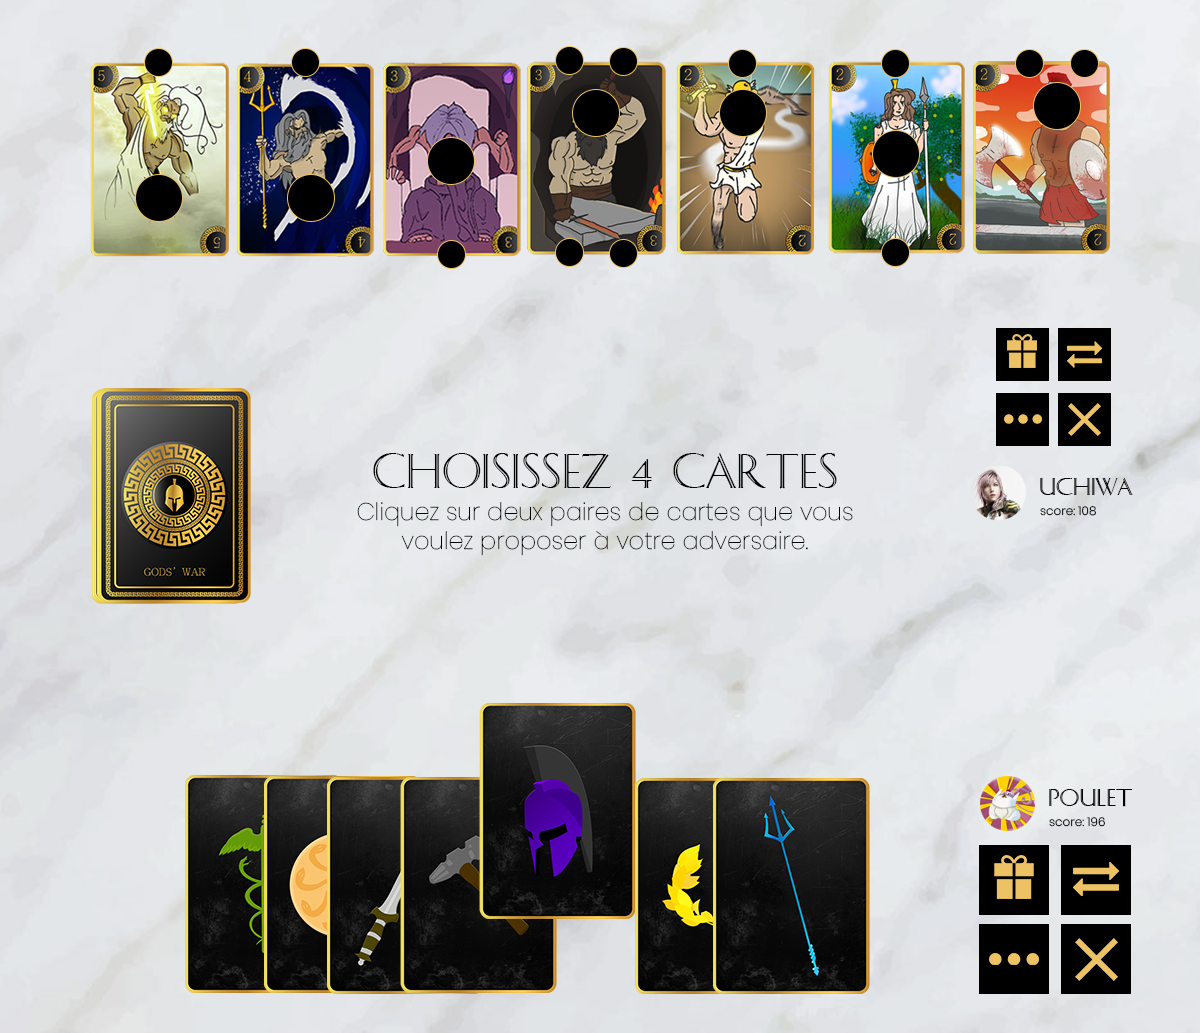 5
4
3
3
2
2
2
5
4
3
3
2
2
2
CHOISISSEZ 4 CARTES
Cliquez sur deux paires de cartes que vous
voulez proposer à votre adversaire.
GODS' WAR
UCHIWA
score: 108
POULET
score: 196